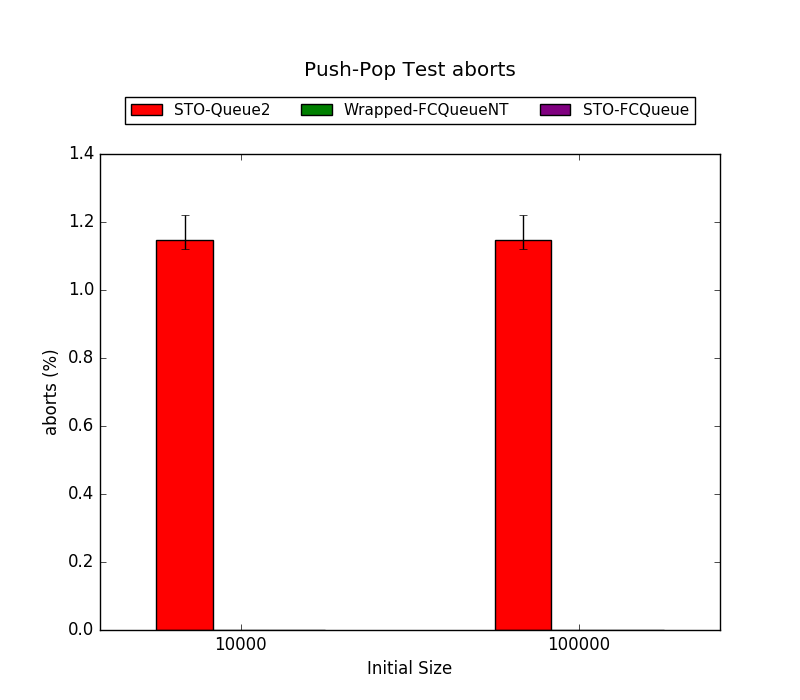 Push-Pop Test aborts
STO-Queue2 Wrapped-FCQueueNT STO-FCQueue
1.4
1.2
1.0
0.8
0.6
0.4
0.2
0.0
aborts (%)
10000 100000
Initial Size